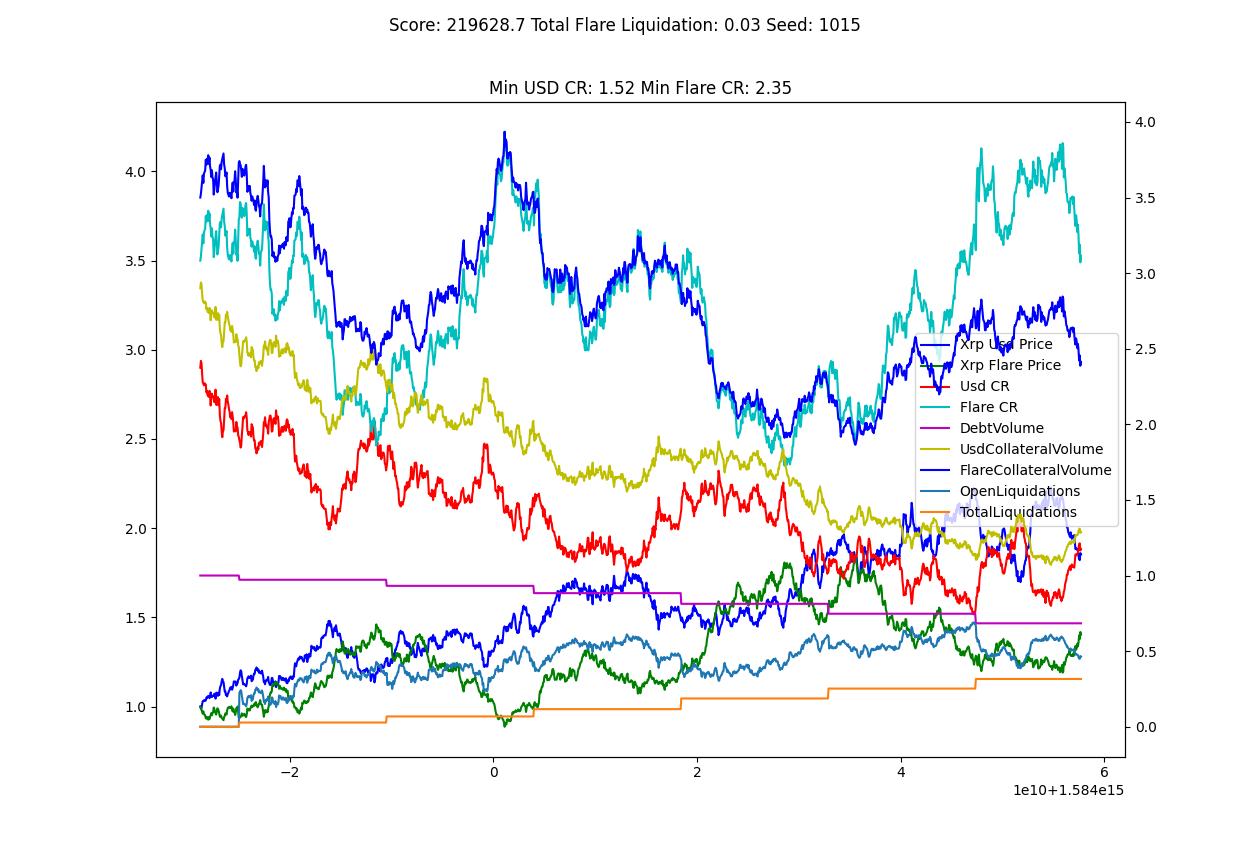 Score: 219628.7 Total Flare Liquidation: 0.03 Seed: 1015
Min USD CR: 1.52 Min Flare CR: 2.35
4.0
3.5
3.0
2.5
2.0
1.5
1.0
4.0
3.5
3.0
2.5
2.0
1.5
1.0
0.5
0.0
Xrp Usd Price
Xrp Flare Price
Usd CR
Flare CR
DebtVolume
UsdCollateralVolume
FlareCollateralVolume
OpenLiquidations
TotalLiquidations
−2 0 2 4 6
1e10+1.584e15